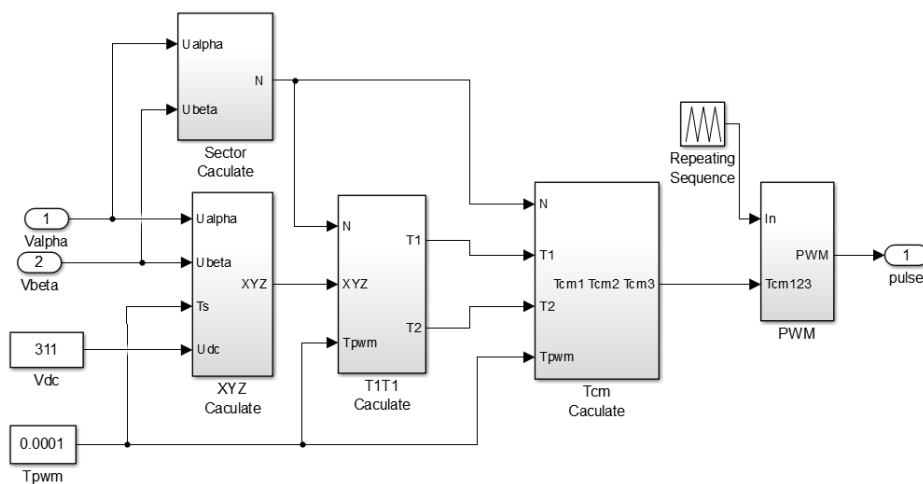 Ualpha
Ubeta
N
Sector
Caculate
1
Valpha
2
Vbeta
311
Vdc
0.0001
Tpwm
Ualpha
Ubeta
Ts
Udc
XYZ
XYZ
Caculate
N
XYZ
Tpwm
T1
T2
T1T1
Caculate
N
T1
T2
Tpwm
Tcm1 Tcm2 Tcm3
Tcm
Caculate
Repeating
Sequence
In
Tcm123
PWM
PWM
1
pulse